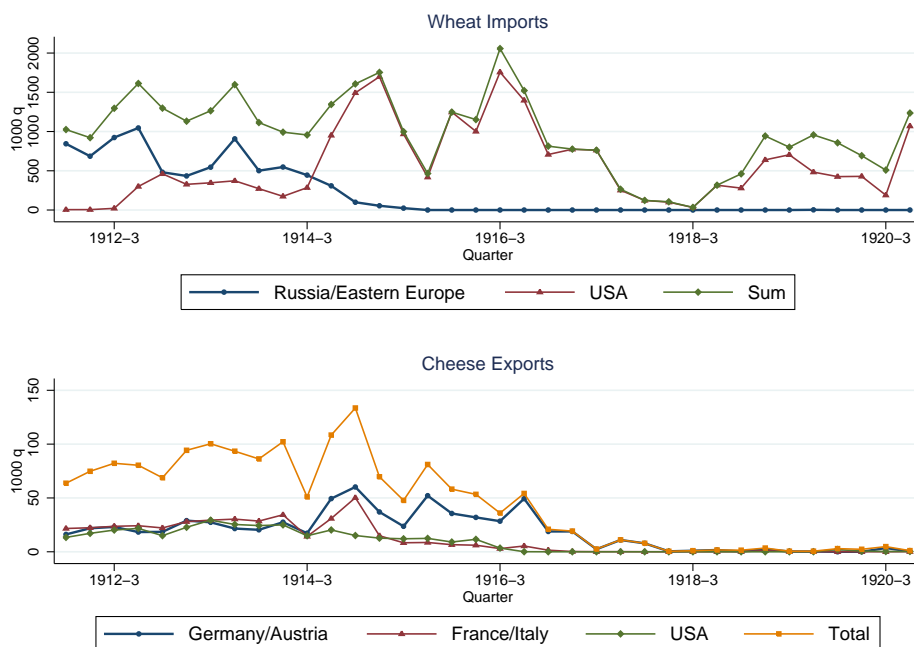 Wheat Imports
2000
1500
10000
500
0
1000 q
1912–3
1914–3
1916–3
1918–3
1920–3
Quarter
Russia/Eastern Europe
USA
Sum
Cheese Exports
150
100
50
0
1000 q
1912–3
1914–3
1916–3
1918–3
1920–3
Quarter
Germany/Austria
France/Italy
USA
Total